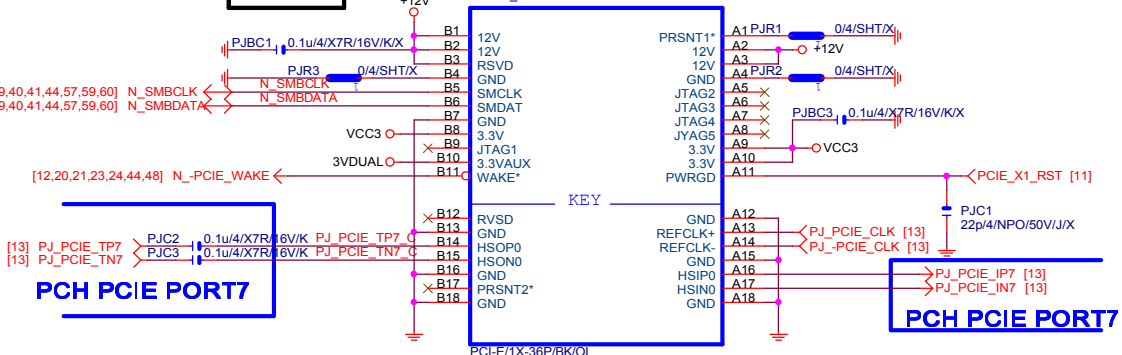 +12V
B1 12V PRSNT1* A1 PJR1 0/4/SHT/X
PJBC1 0.1u/4/X7R/16V/K/X B2 12V 12V A2 +12V
B3 RSVD 12V A3
PJR3 0/4/SHT/X B4 GND GND A4 PJR2 0/4/SHT/X
1 1 1
9,40,41,44,57,59,60] N_SMBCLK N_SMBCLK B5 SMCLK JTAG2 A5
9,40,41,44,57,59,60] N_SMBDATA N_SMBDATA B6 SMDAT JTAG3 A6
B7 GND JTAG4 A7 PJBC3 0.1u/4/X7R/16V/K/X
VCC3 B8 3.3V JYAG5 A8
B9 JTAG1 3.3V A9 VCC3
3VDUAL B10 3.3VAUX 3.3V A10
[12,20,21,23,24,44,48] N_-PCIE_WAKE B11 WAKE* PWRGD A11 PCIE_X1_RST [11]
KEY
B12 RVSD GND A12 PJC1
22p/4/NPO/50V/J/X
B13 GND REFCLK+ A13 PJ_PCIE_CLK [13]
[13] PJ_PCIE_TP7 PJC2 0.1u/4/X7R/16V/K PJ_PCIE_TP7_C B14 HSOP0 REFCLK- A14 PJ_-PCIE_CLK [13]
[13] PJ_PCIE_TN7 PJC3 0.1u/4/X7R/16V/K PJ_PCIE_TN7_C B15 HSON0 GND A15
B16 GND HSIP0 A16 PJ_PCIE_IP7 [13]
B17 PRSNT2* HSIN0 A17 PJ_PCIE_IN7 [13]
B18 GND GND A18
PCH PCIE PORT7
PCH PCIE PORT7
PCI-E/1X-36P/BK/OL